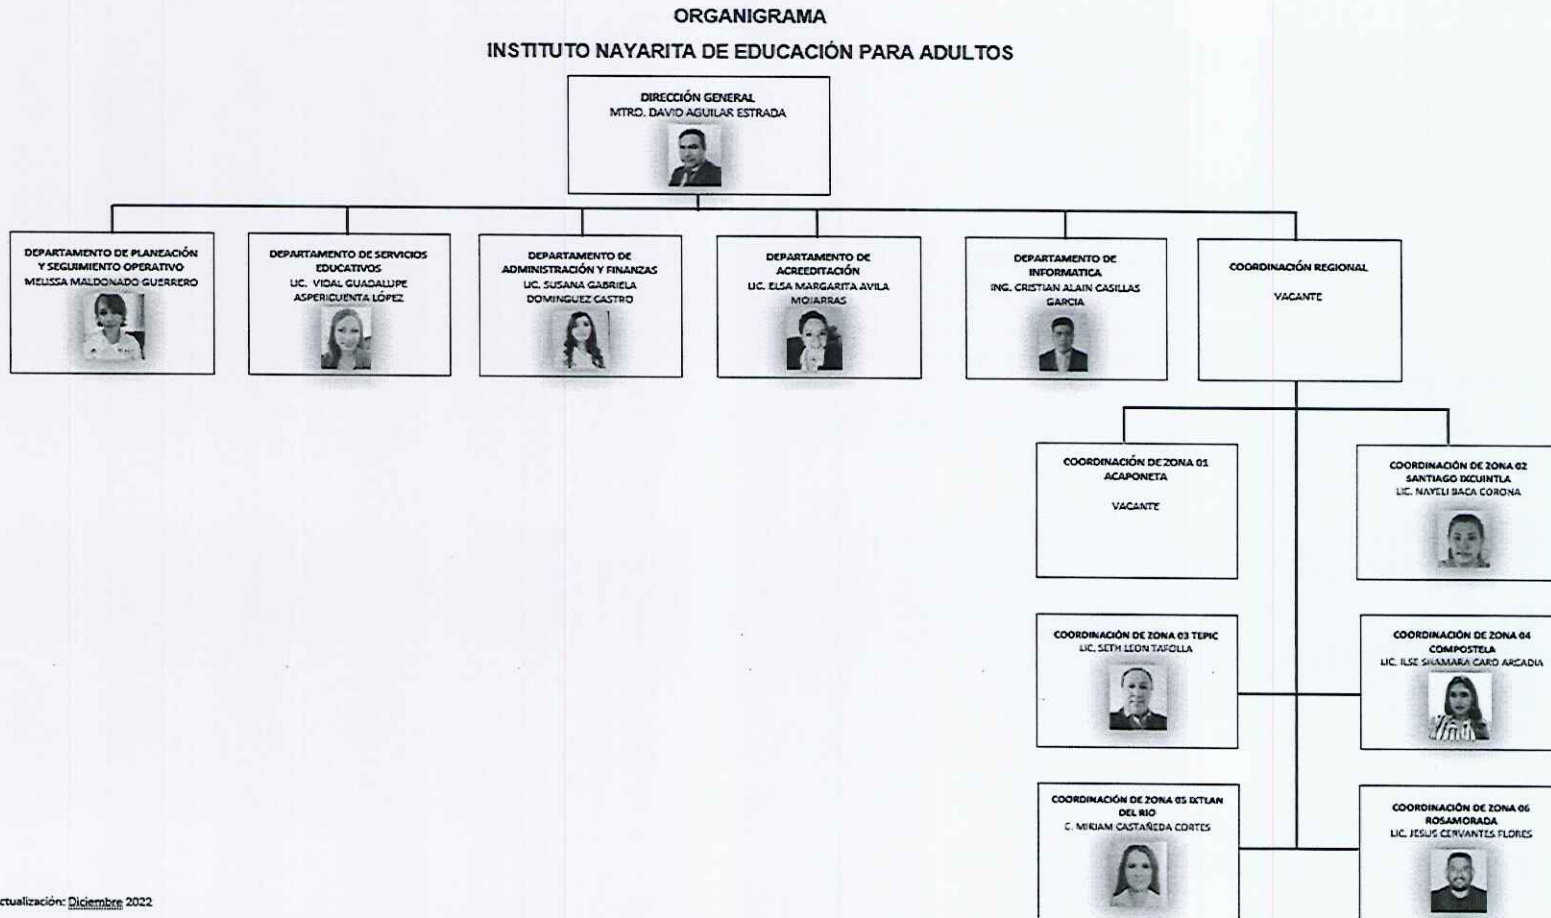 ORGANIGRAMA
INSTITUTO NAYARITA DE EDUCACIÓN PARA ADULTOS
DIRECCIÓN GENERAL
MTRO. DAVID AGUILAR ESTRADA
DEPARTAMENTO DE PLANEACIÓN
Y SEGUIMIENTO OPERATIVO
MELISSA MALDONADO GUERRERO
DEPARTAMENTO DE SERVICIOS
EDUCATIVOS
LIC. VIDAL GUADALUPE
ASPERICUENTA LÓPEZ
DEPARTAMENTO DE
ADMINISTRACIÓN Y FINANZAS
LIC. SUSANA GABRIELA
DOMINGUEZ CASTRO
DEPARTAMENTO DE
ACREEDITACIÓN
LIC. ELSA MARGARITA AVILA
MOJARRAS
DEPARTAMENTO DE
INFORMATICA
ING. CRISTIAN ALAIN CASILLAS
GARCIA
COORDINACIÓN REGIONAL
VACANTE
COORDINACIÓN DE ZONA 01
ACAPONETA
VACANTE
COORDINACIÓN DE ZONA 02
SANTIAGO IXCUINTLA
LIC. NAYELI BACA CORONA
COORDINACIÓN DE ZONA 03 TEPIC
LIC. SETH LEON TAFOLLA
COORDINACIÓN DE ZONA 04
COMPOSTELA
LIC. ILSE SHAMARA CARO ARCADIA
COORDINACIÓN DE ZONA 05 IXTLAN
DEL RIO
C. MIRIAM CASTAÑEDA CORTES
COORDINACIÓN DE ZONA 06
ROSAMORADA
LIC. JESUS CERVANTES FLORES
ctualización: Diciembre 2022